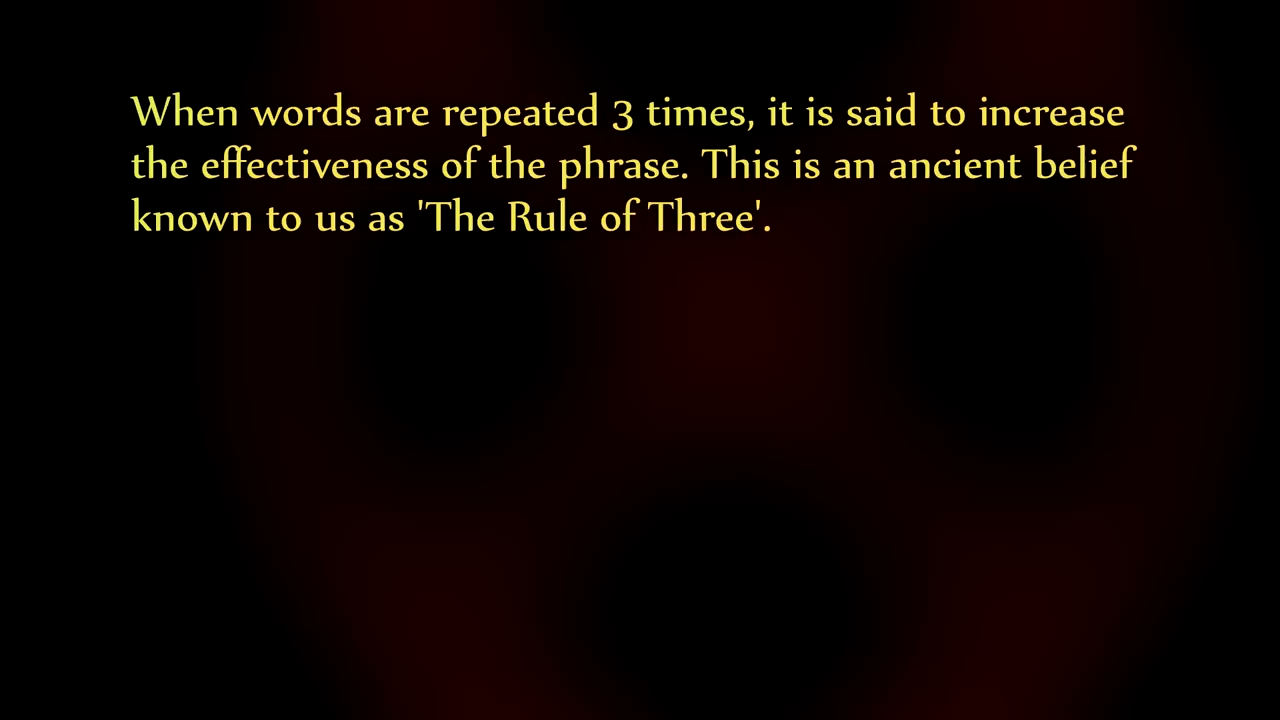 When words are repeated 3 times, it is said to increase
the effectiveness of the phrase. This is an ancient belief
known to us as 'The Rule of Three'.